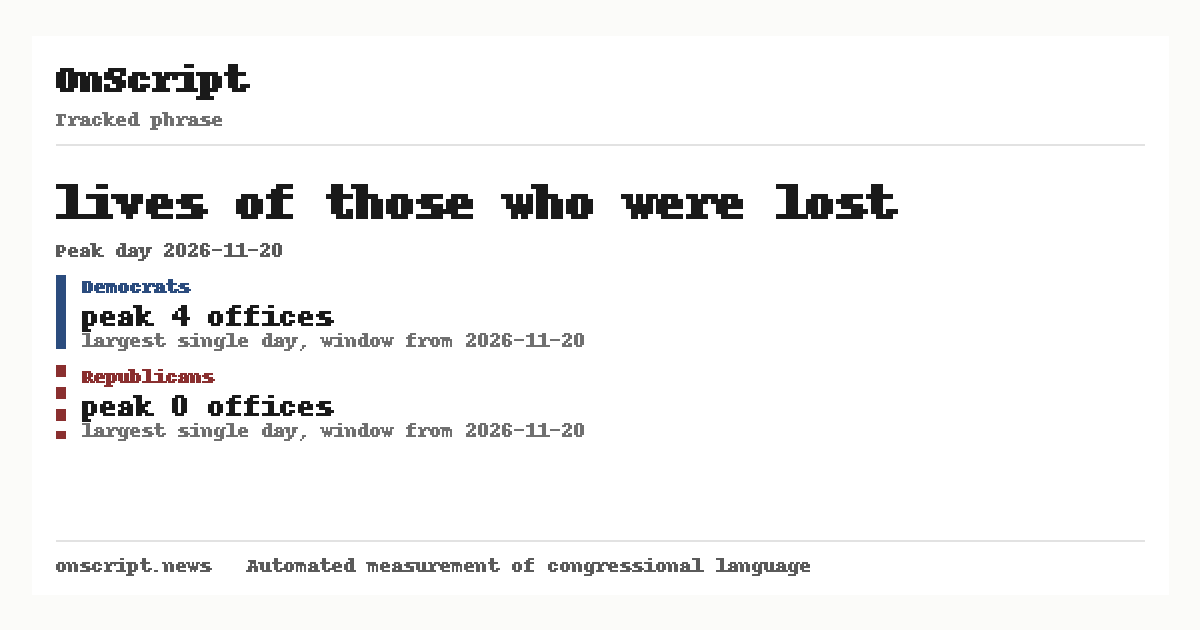 OnScript
Tracked phrase
lives of those who were lost
Peak day 2026-11-20
Democrats
peak 4 offices
largest single day, window from 2026-11-20
Republicans
peak 0 offices
largest single day, window from 2026-11-20
onscript.news Automated measurement of congressional language